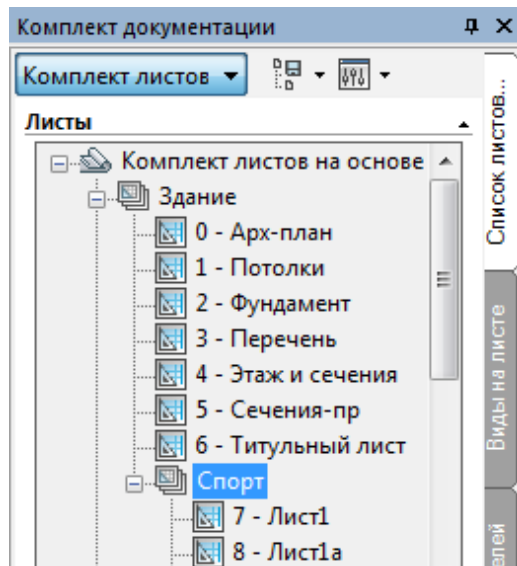 Комплект документации
Комплект листов
Листы
Комплект листов на основе
Здание
0 - Арх-план
1 - Потолки
2 - Фундамент
3 - Перечень
4 - Этаж и сечения
5 - Сечения-пр
6 - Титульный лист
Спорт
7 - Лист1
8 - Лист1а
Список листов...
Виды на листе